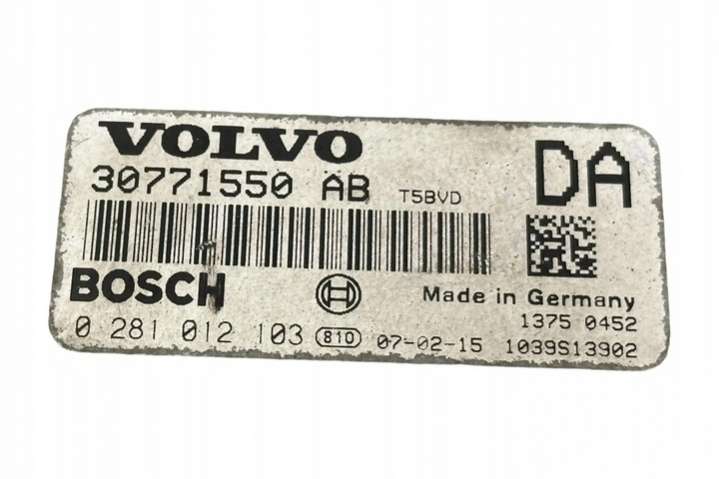 VOLVO
DA
30771550 AB T5BVD
BOSCH
Made in Germany
1375 0452
0 281 012 103 810 07-02-15 1039S13902